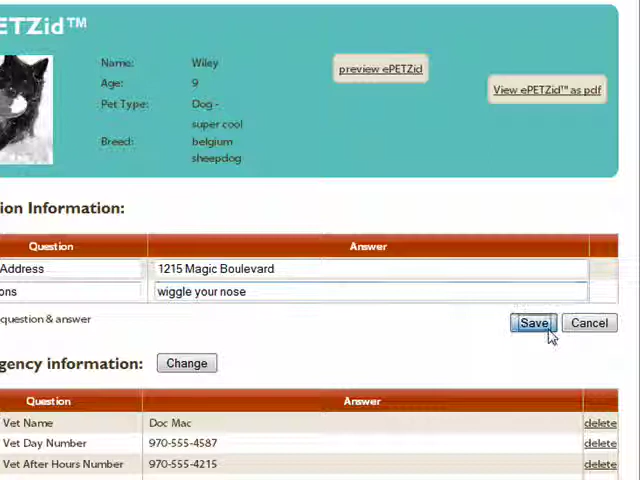 ETZid™
Name: Wiley
preview ePETZid
Age: 9
View ePETZid™ as pdf
Pet Type: Dog -
super cool
Breed: belgium
sheepdog
ion Information:
Question Answer
Address 1215 Magic Boulevard
ons wiggle your nose
question & answer
Save Cancel
gency information: Change
Question Answer
Vet Name Doc Mac delete
Vet Day Number 970-555-4587 delete
Vet After Hours Number 970-555-4215 delete